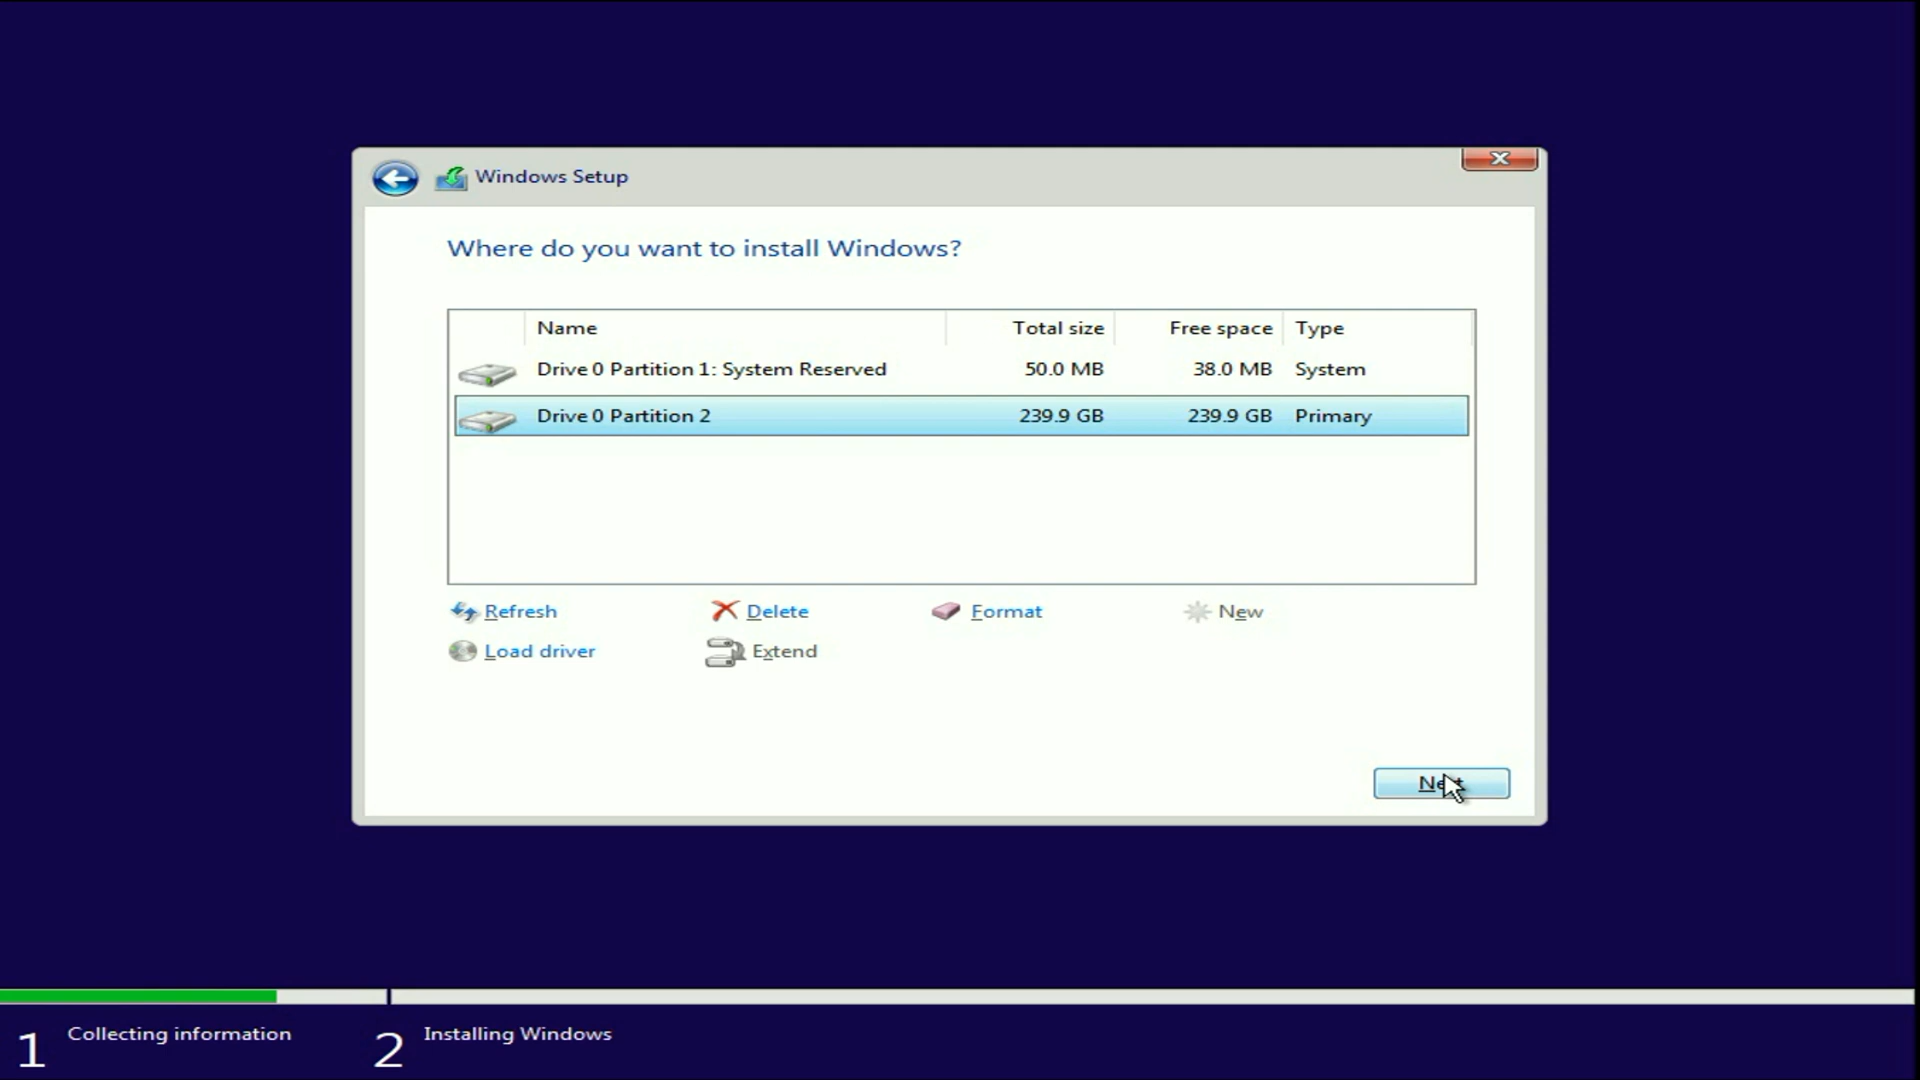 Windows Setup
Where do you want to install Windows?
Name Total size Free space Type
Drive 0 Partition 1: System Reserved 50.0 MB 38.0 MB System
Drive 0 Partition 2 239.9 GB 239.9 GB Primary
Refresh Delete Format New
Load driver Extend
1 Collecting information 2 Installing Windows